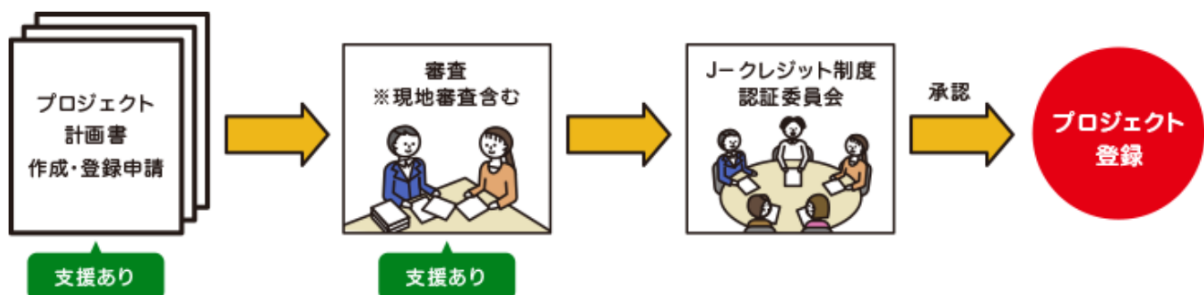 プロジェクト
計画書
作成・登録申請
支援あり
審査
※現地審査含む
支援あり
J-クレジット制度
認証委員会
承認
プロジェクト
登録